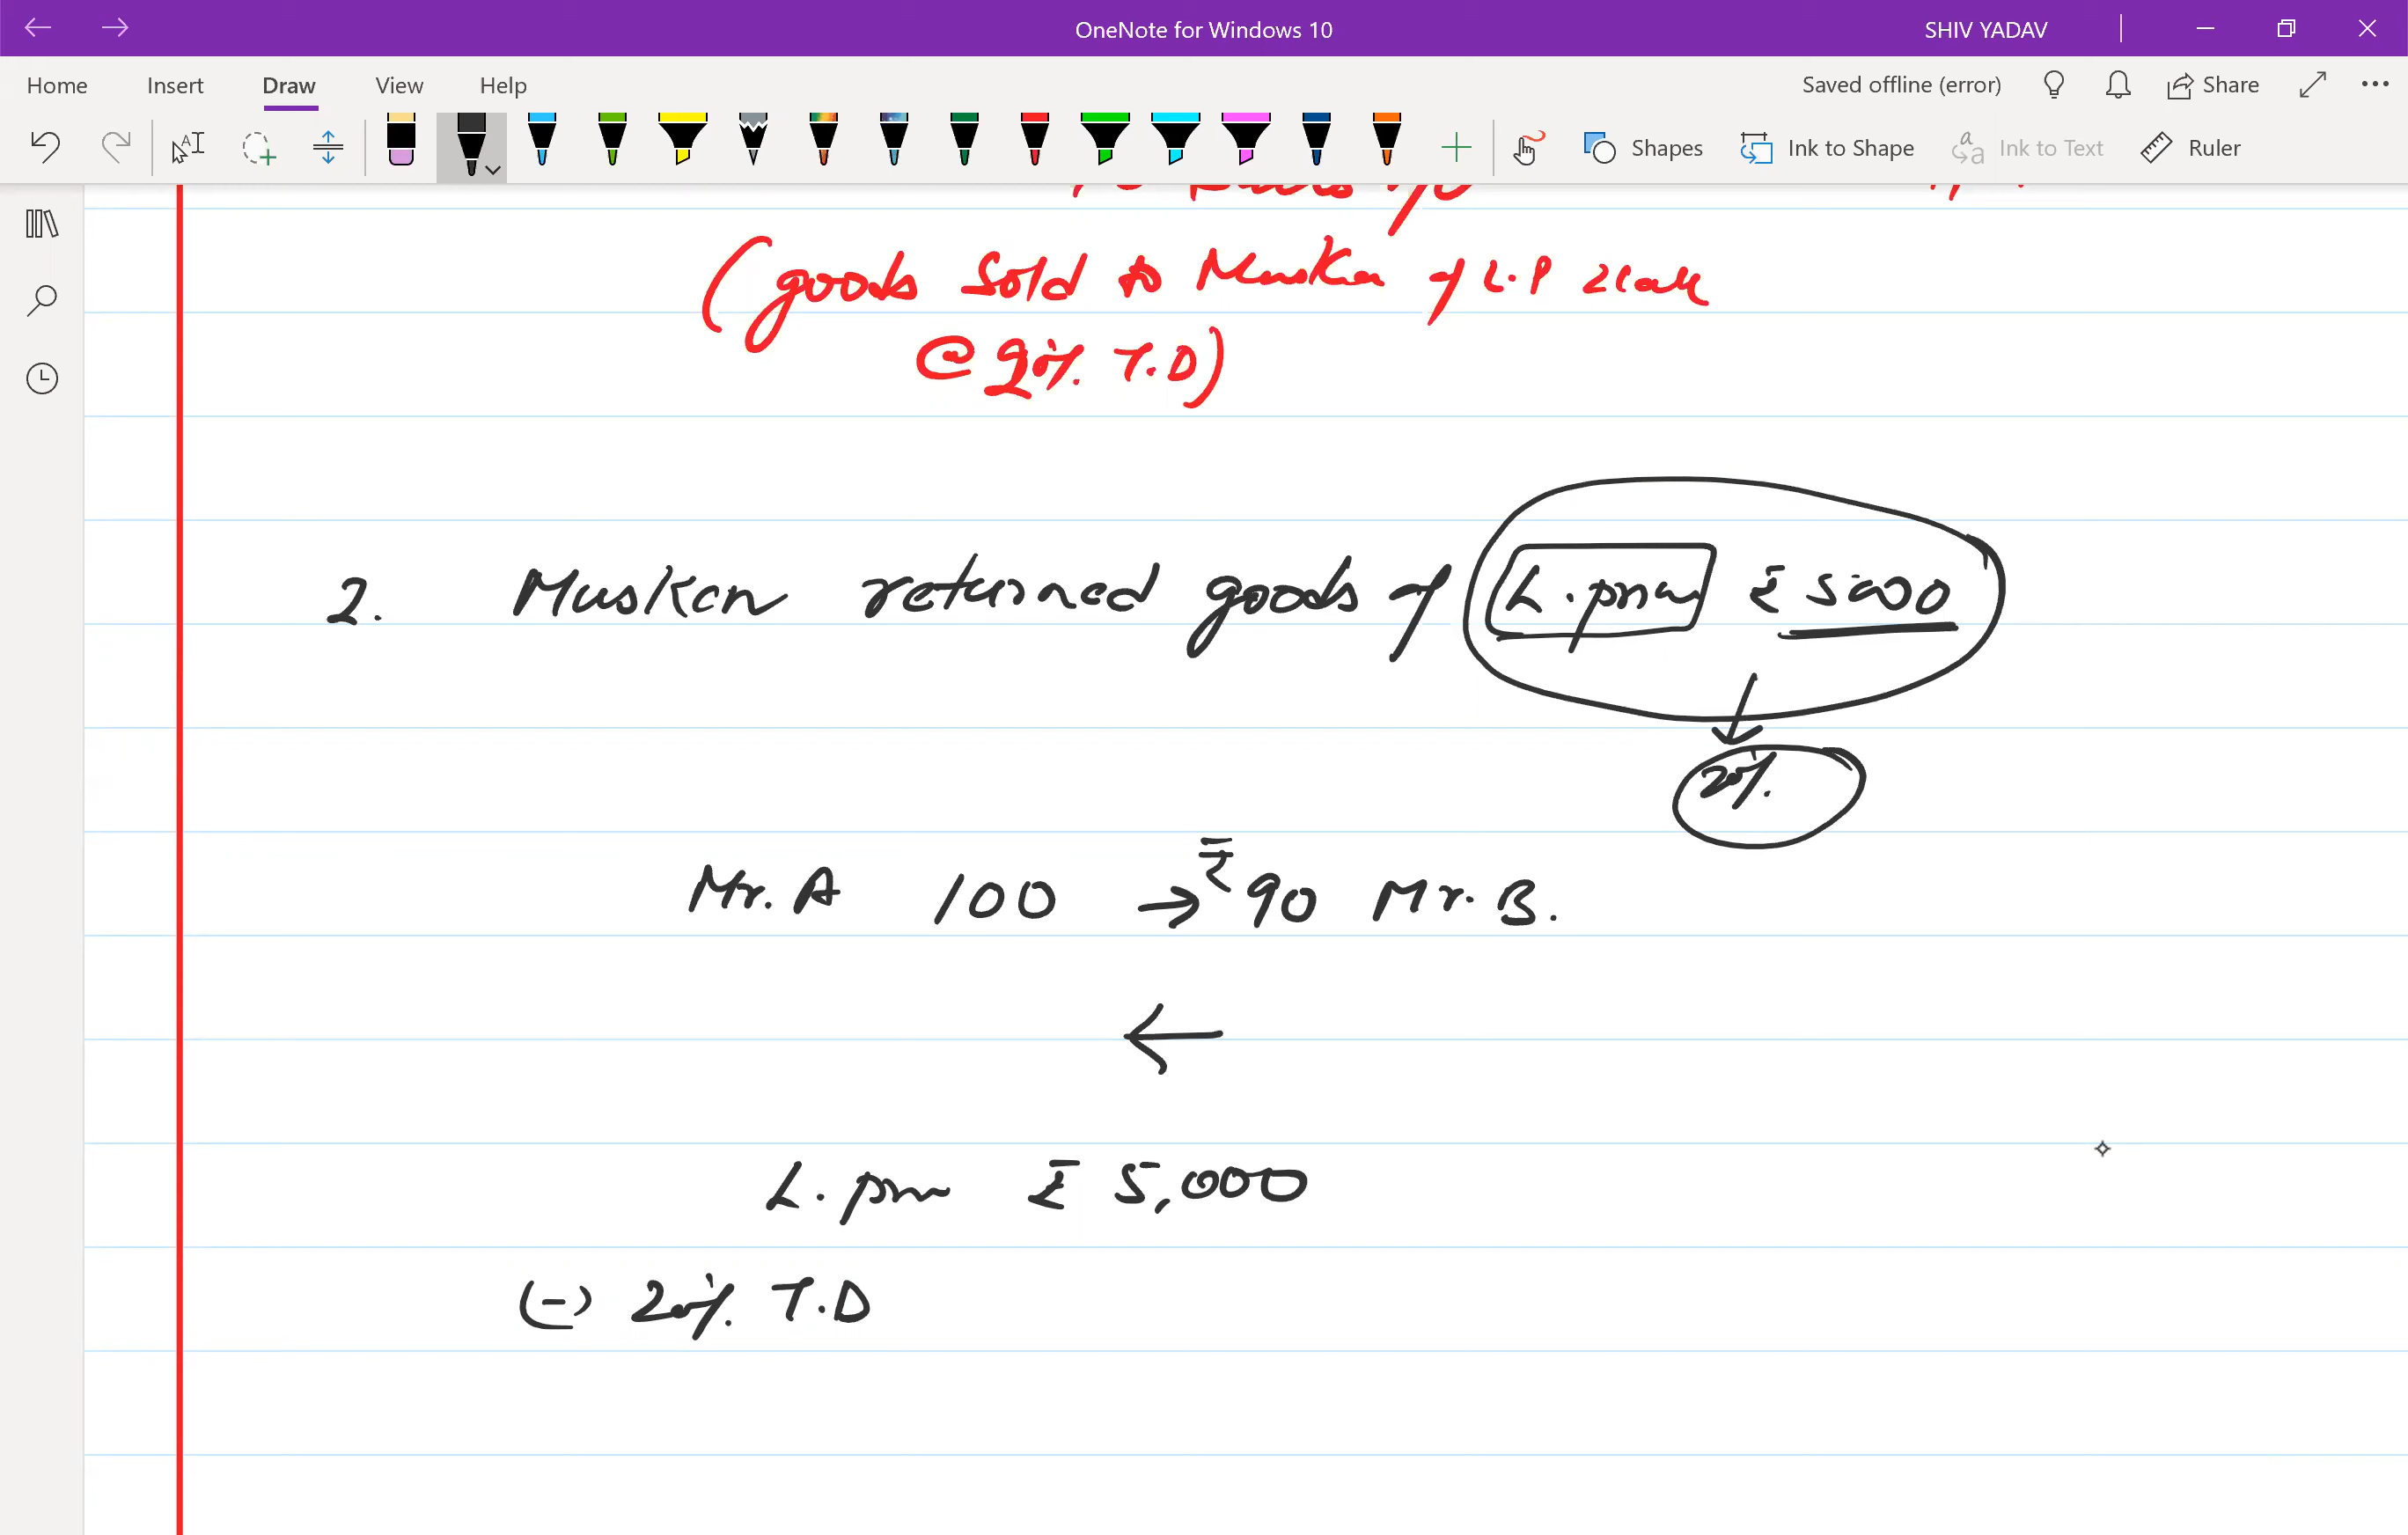 OneNote for Windows 10
SHIV YADAV
Home Insert Draw View Help
Saved offline (error)
Share
Shapes Ink to Shape Ink to Text Ruler
(goods Sold to Muskan of L.P
@ 20% T.D)
2. Muskan returned goods of L. price ₹ 5000
20%
Mr. A 100 → ₹ 90 Mr. B.
←
L. price ₹ 5,000
(-) 20% T.D